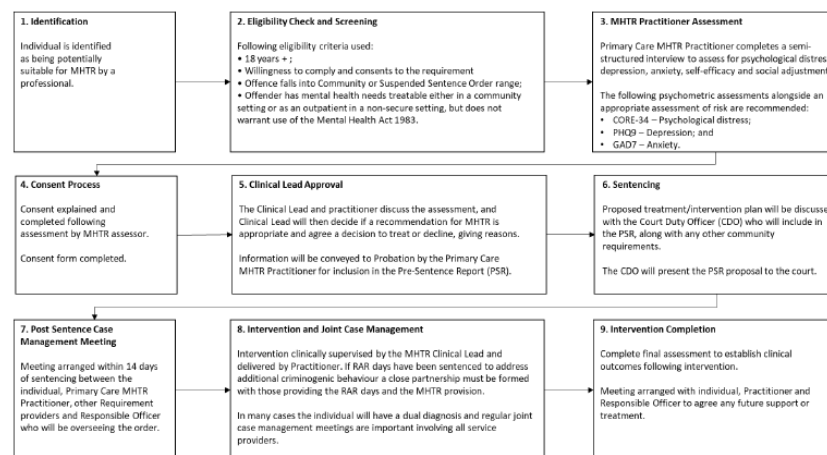 1. Identification
Individual is identified
as being potentially
suitable for MHTR by a
professional.
2. Eligibility Check and Screening
Following eligibility criteria used:
• 18 years + ;
• Willingness to comply and consents to the requirement
• Offence falls into Community or Suspended Sentence Order range;
• Offender has mental health needs treatable either in a community
setting or as an outpatient in a non-secure setting, but does not
warrant use of the Mental Health Act 1983.
3. MHTR Practitioner Assessment
Primary Care MHTR Practitioner completes a semi-
structured interview to assess for psychological distres
depression, anxiety, self-efficacy and social adjustment
The following psychometric assessments alongside an
appropriate assessment of risk are recommended:
• CORE-34 – Psychological distress;
• PHQ9 – Depression; and
• GAD7 – Anxiety.
4. Consent Process
Consent explained and
completed following
assessment by MHTR assessor.
Consent form completed.
5. Clinical Lead Approval
The Clinical Lead and practitioner discuss the assessment, and
Clinical Lead will then decide if a recommendation for MHTR is
appropriate and agree a decision to treat or decline, giving reasons.
Information will be conveyed to Probation by the Primary Care
MHTR Practitioner for inclusion in the Pre-Sentence Report (PSR).
6. Sentencing
Proposed treatment/intervention plan will be discusse
with the Court Duty Officer (CDO) who will include in
the PSR, along with any other community
requirements.
The CDO will present the PSR proposal to the court.
7. Post Sentence Case
Management Meeting
Meeting arranged within 14 days
of sentencing between the
individual, Primary Care MHTR
Practitioner, other Requirement
providers and Responsible Officer
who will be overseeing the order.
8. Intervention and Joint Case Management
Intervention clinically supervised by the MHTR Clinical Lead and
delivered by Practitioner. If RAR days have been sentenced to address
additional criminogenic behaviour a close partnership must be formed
with those providing the RAR days and the MHTR provision.
In many cases the individual will have a dual diagnosis and regular joint
case management meetings are important involving all service
providers.
9. Intervention Completion
Complete final assessment to establish clinical
outcomes following intervention.
Meeting arranged with individual, Practitioner and
Responsible Officer to agree any future support or
treatment.